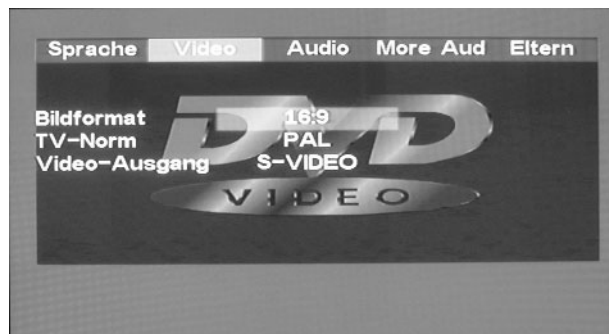 Sprache Video Audio More Aud Eltern
Bildformat 16:9
TV-Norm PAL
Video-Ausgang S-VIDEO
DVD
VIDEO